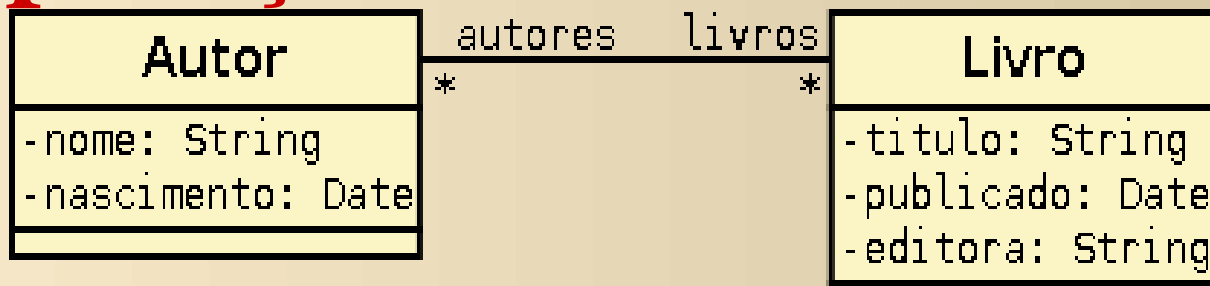 Autor
autores livros
Livro
*
*
-nome: String
-nascimento: Date
-titulo: String
-publicado: Date
-editora: String